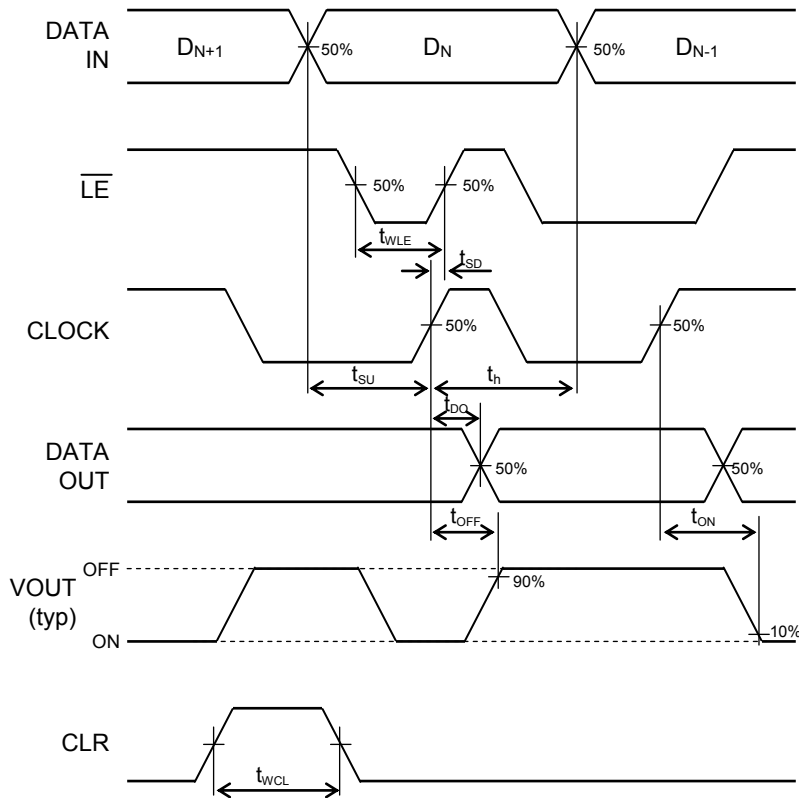 DATA IN
D_N+1
50%
D_N
50%
D_N-1
LE
50%
50%
t_WLE
t_SD
CLOCK
50%
50%
t_SU
t_h
t_DO
DATA OUT
50%
50%
t_OFF
t_ON
VOUT (typ)
OFF
ON
90%
10%
CLR
t_WCL